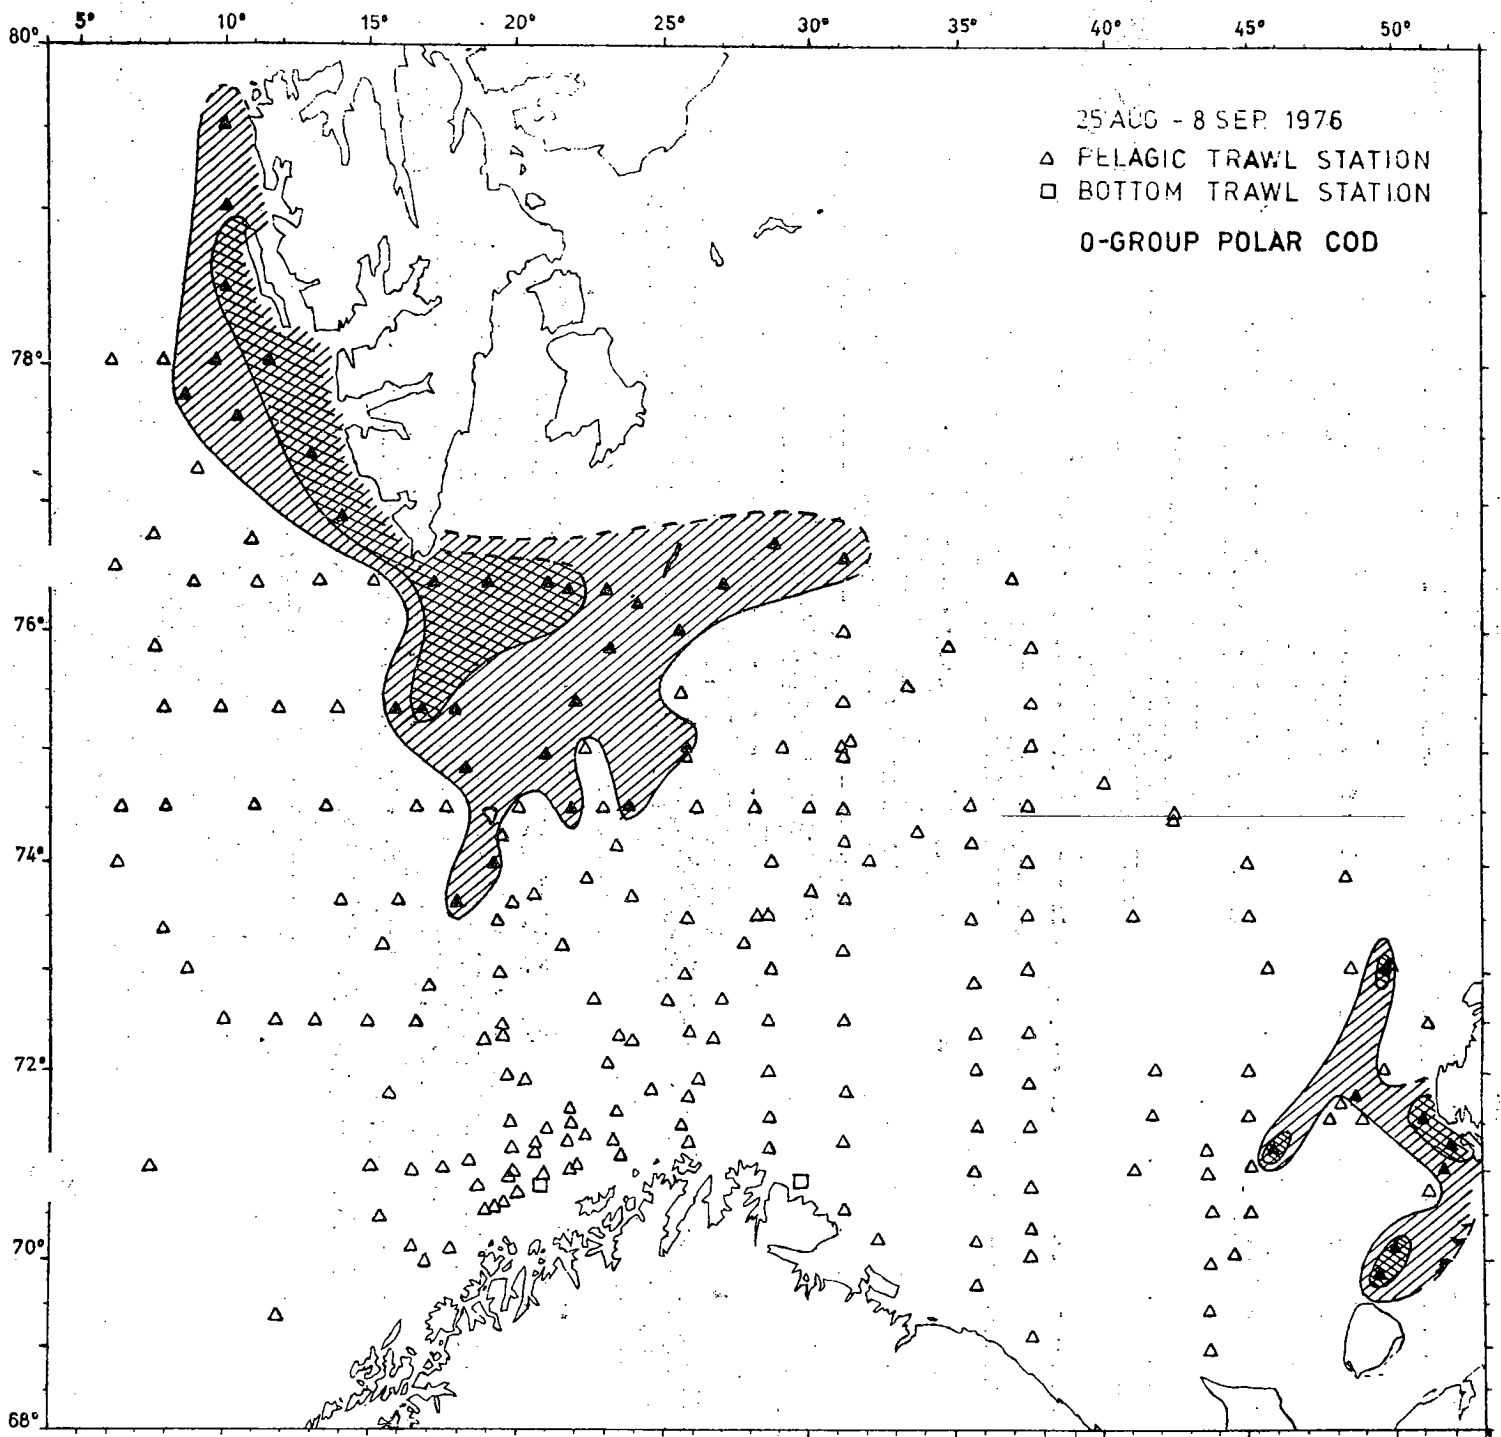 5° 10° 15° 20° 25° 30° 35° 40° 45° 50°
80°
25 AUG - 8 SEP. 1976
△ PELAGIC TRAWL STATION
□ BOTTOM TRAWL STATION
0-GROUP POLAR COD
78°
76°
74°
72°
70°
68°